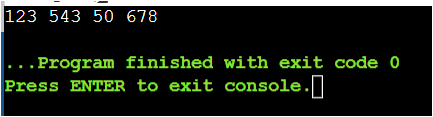 123 543 50 678
...Program finished with exit code 0
Press ENTER to exit console.